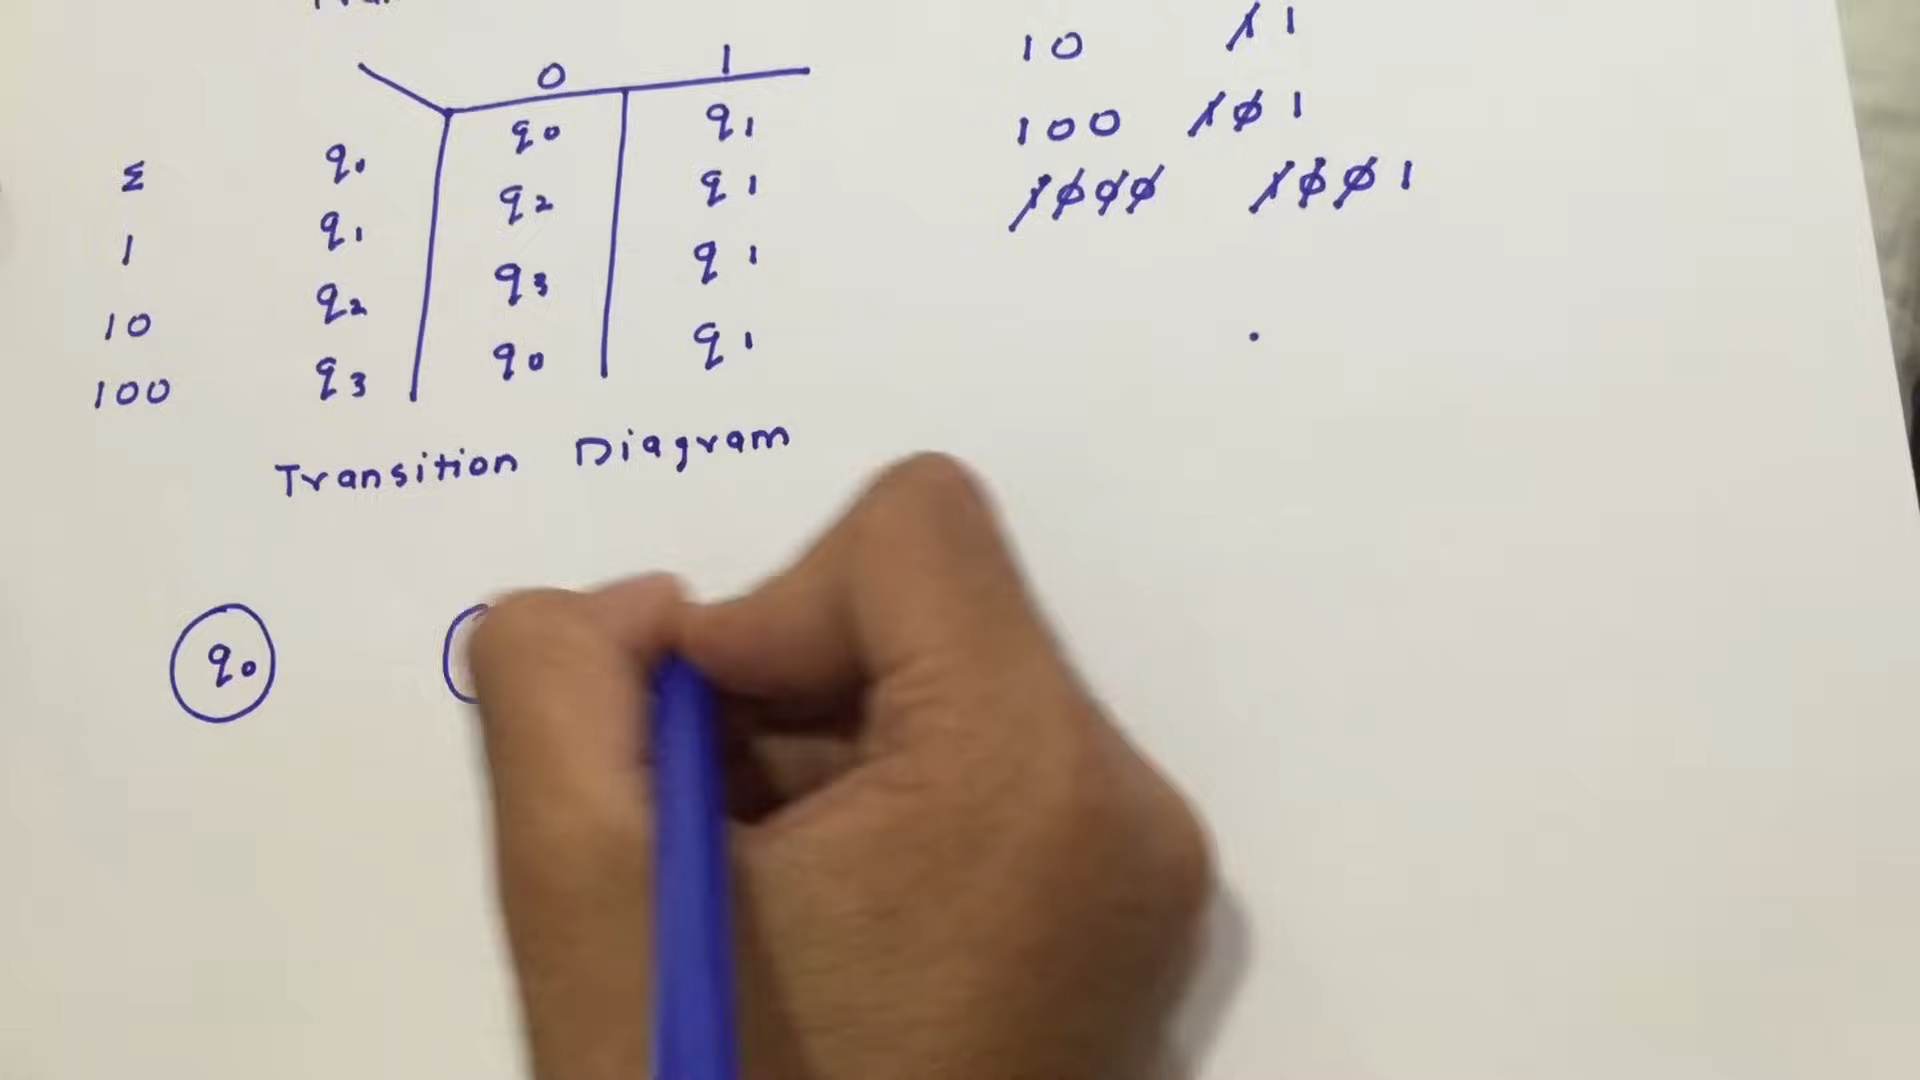 0 1
Σ q0 q0 q1
1 q1 q2 q1
10 q2 q3 q1
100 q3 q0 q1
10 11
100 101
1000 1001
Transition Diagram
q0